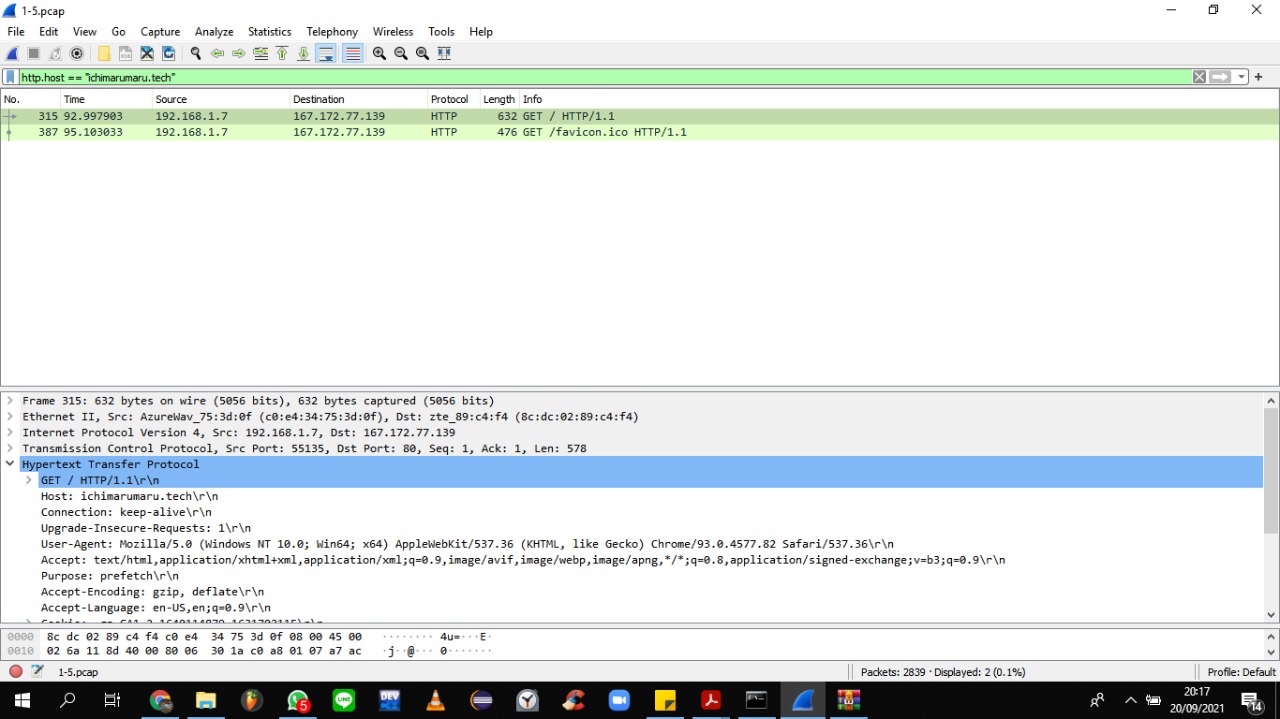 1-5.pcap
File Edit View Go Capture Analyze Statistics Telephony Wireless Tools Help
http.host == "ichimarumaru.tech"
No. Time Source Destination Protocol Length Info
315 92.997903 192.168.1.7 167.172.77.139 HTTP 632 GET / HTTP/1.1
387 95.103033 192.168.1.7 167.172.77.139 HTTP 476 GET /favicon.ico HTTP/1.1
Frame 315: 632 bytes on wire (5056 bits), 632 bytes captured (5056 bits)
Ethernet II, Src: AzureWav_75:3d:0f (c0:e4:34:75:3d:0f), Dst: zte_89:c4:f4 (8c:dc:02:89:c4:f4)
Internet Protocol Version 4, Src: 192.168.1.7, Dst: 167.172.77.139
Transmission Control Protocol, Src Port: 55135, Dst Port: 80, Seq: 1, Ack: 1, Len: 578
Hypertext Transfer Protocol
GET / HTTP/1.1\r\n
Host: ichimarumaru.tech\r\n
Connection: keep-alive\r\n
Upgrade-Insecure-Requests: 1\r\n
User-Agent: Mozilla/5.0 (Windows NT 10.0; Win64; x64) AppleWebKit/537.36 (KHTML, like Gecko) Chrome/93.0.4577.82 Safari/537.36\r\n
Accept: text/html,application/xhtml+xml,application/xml;q=0.9,image/avif,image/webp,image/apng,*/*;q=0.8,application/signed-exchange;v=b3;q=0.9\r\n
Purpose: prefetch\r\n
Accept-Encoding: gzip, deflate\r\n
Accept-Language: en-US,en;q=0.9\r\n
0000 8c dc 02 89 c4 f4 c0 e4 34 75 3d 0f 08 00 45 00 ········ 4u=···E·
0010 02 6a 11 8d 40 00 80 06 30 1a c0 a8 01 07 a7 ac ·j··@··· 0·······
1-5.pcap Packets: 2839 · Displayed: 2 (0.1%) Profile: Default
5 LINE DEV 20:17
20/09/2021 14